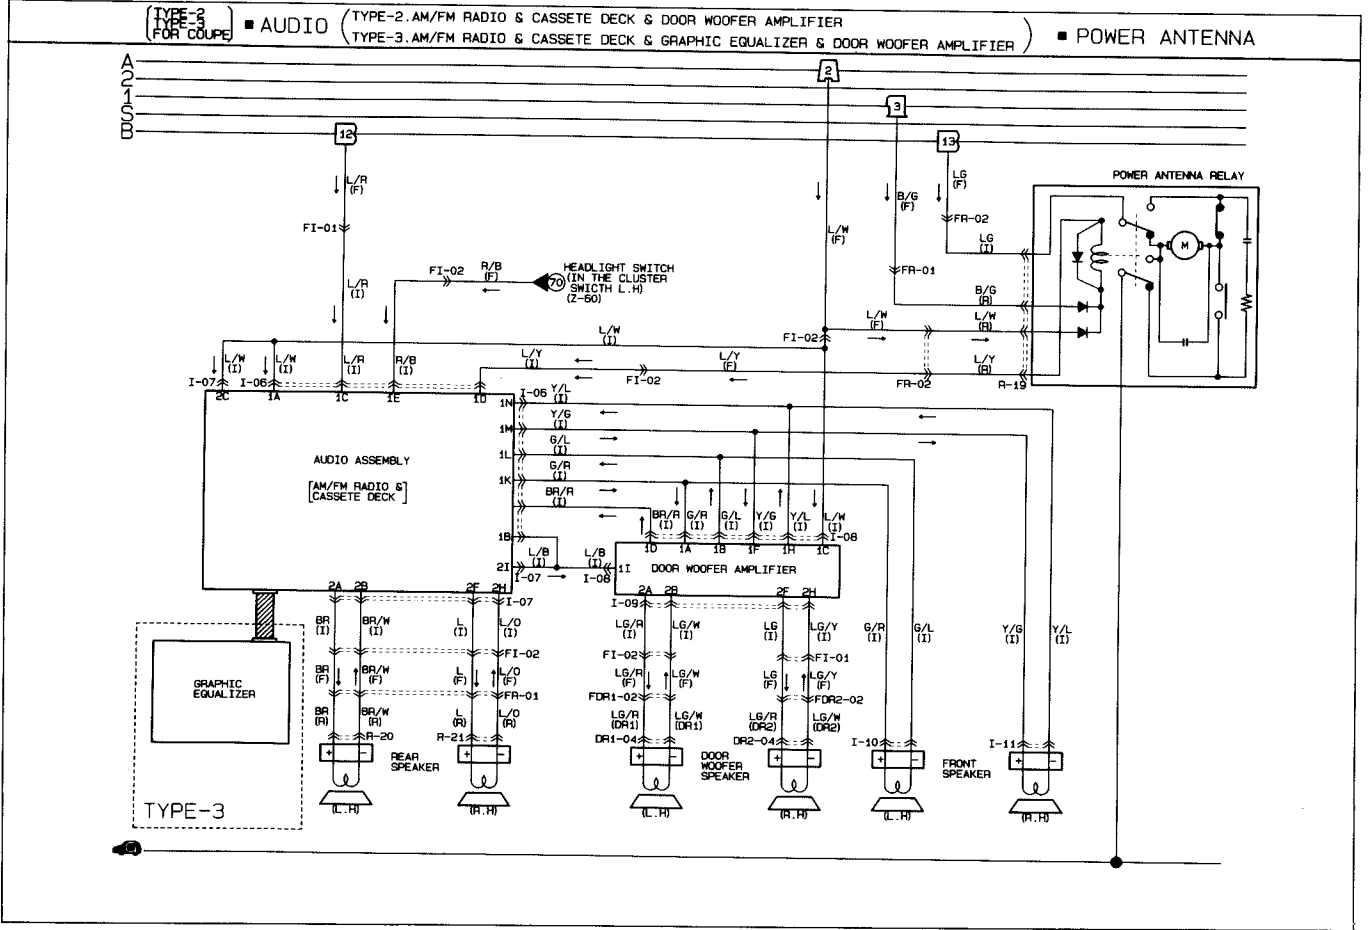 TYPE-2
TYPE-3
FOR COUPE
■ AUDIO
TYPE-2.AM/FM RADIO & CASSETE DECK & DOOR WOOFER AMPLIFIER
TYPE-3.AM/FM RADIO & CASSETE DECK & GRAPHIC EQUALIZER & DOOR WOOFER AMPLIFIER
■ POWER ANTENNA
A
2
1
S
B
2
3
12
13
POWER ANTENNA RELAY
L/R
(F)
B/G
(F)
LG
(F)
FI-01
FR-02
L/W
(F)
LG
(I)
M
FI-02
R/B
(F)
70
HEADLIGHT SWITCH
(IN THE CLUSTER
SWICTH L.H)
(Z-60)
FR-01
L/R
(I)
B/G
(R)
L/W
(I)
FI-02
L/W
(F)
L/W
(R)
L/W
(I)
L/W
(I)
L/R
(I)
R/B
(I)
L/Y
(I)
L/Y
(F)
L/Y
(R)
I-07
I-06
FI-02
FR-02
R-19
2C
1A
1C
1E
1D
I-06
1N
Y/L
(I)
1M
Y/G
(I)
1L
G/L
(I)
1K
G/R
(I)
BR/R
(I)
AUDIO ASSEMBLY
[AM/FM RADIO &
CASSETE DECK]
BR/R
(I)
G/R
(I)
G/L
(I)
Y/G
(I)
Y/L
(I)
L/W
(I)
I-08
1D
1A
1B
1F
1H
1C
1B
L/B
(I)
L/B
(I)
2I
I-07
I-08
1I
DOOR WOOFER AMPLIFIER
2A
2B
2F
2H
I-07
2A
2B
2F
2H
I-09
BR
(I)
BR/W
(I)
L
(I)
L/O
(I)
LG/R
(I)
LG/W
(I)
LG
(I)
LG/Y
(I)
G/R
(I)
G/L
(I)
Y/G
(I)
Y/L
(I)
FI-02
FI-02
FI-01
BR
(F)
BR/W
(F)
L
(F)
L/O
(F)
LG/R
(F)
LG/W
(F)
LG
(F)
LG/Y
(F)
FR-01
FDR1-02
FDR2-02
BR
(R)
BR/W
(R)
L
(R)
L/O
(R)
LG/R
(DR1)
LG/W
(DR1)
LG/R
(DR2)
LG/W
(DR2)
R-20
R-21
DR1-04
DR2-04
I-10
I-11
GRAPHIC
EQUALIZER
+ -
REAR
SPEAKER
+ -
+ -
DOOR
WOOFER
SPEAKER
+ -
+ -
FRONT
SPEAKER
+ -
(L.H)
(R.H)
(L.H)
(R.H)
(L.H)
(R.H)
TYPE-3